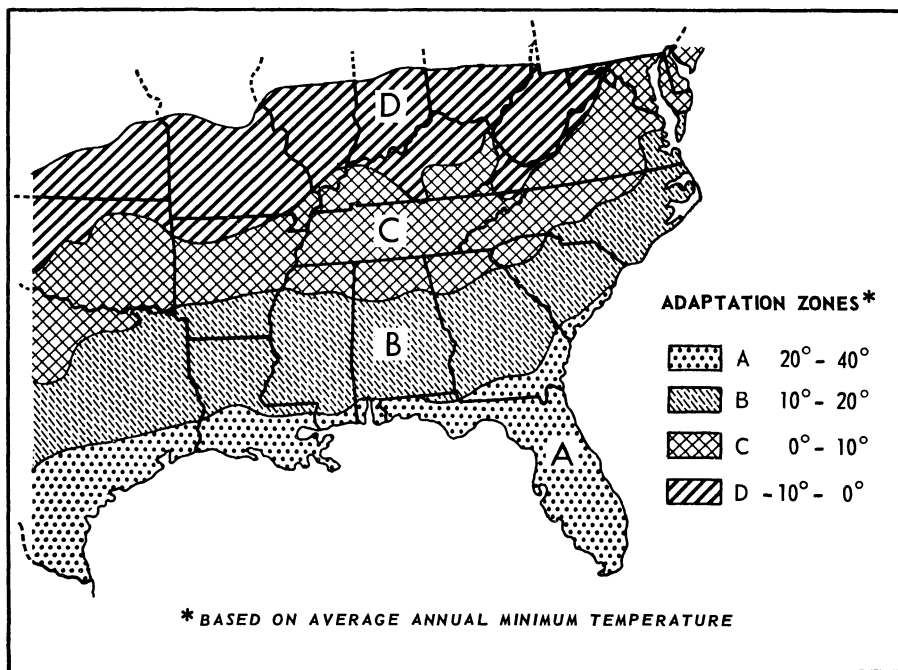 D
C
B
A
ADAPTATION ZONES*
A 20° - 40°
B 10° - 20°
C 0° - 10°
D - 10° - 0°
* BASED ON AVERAGE ANNUAL MINIMUM TEMPERATURE